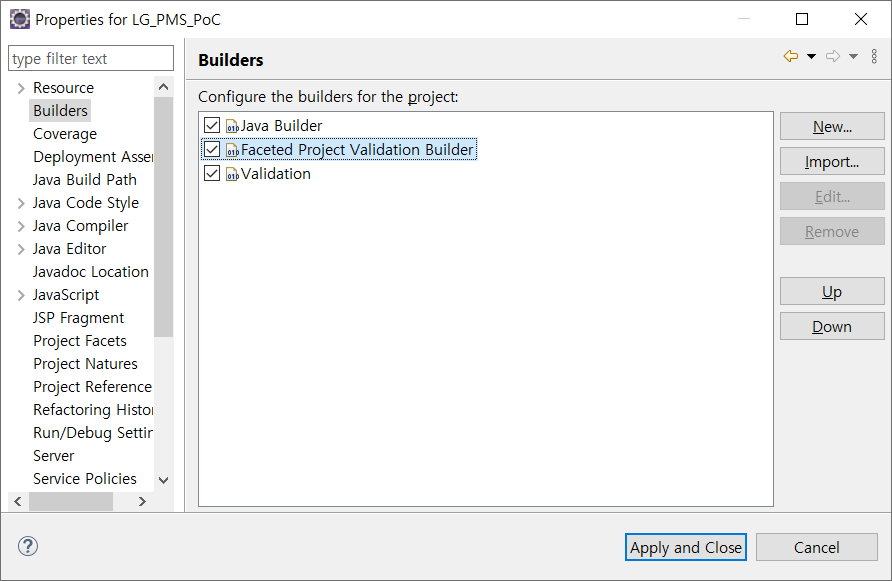 Properties for LG_PMS_PoC
type filter text
Resource
Builders
Coverage
Deployment Asser
Java Build Path
Java Code Style
Java Compiler
Java Editor
Javadoc Location
JavaScript
JSP Fragment
Project Facets
Project Natures
Project Reference
Refactoring Histor
Run/Debug Settin
Server
Service Policies
Builders
Configure the builders for the project:
Java Builder
Faceted Project Validation Builder
Validation
New...
Import...
Edit...
Remove
Up
Down
Apply and Close
Cancel